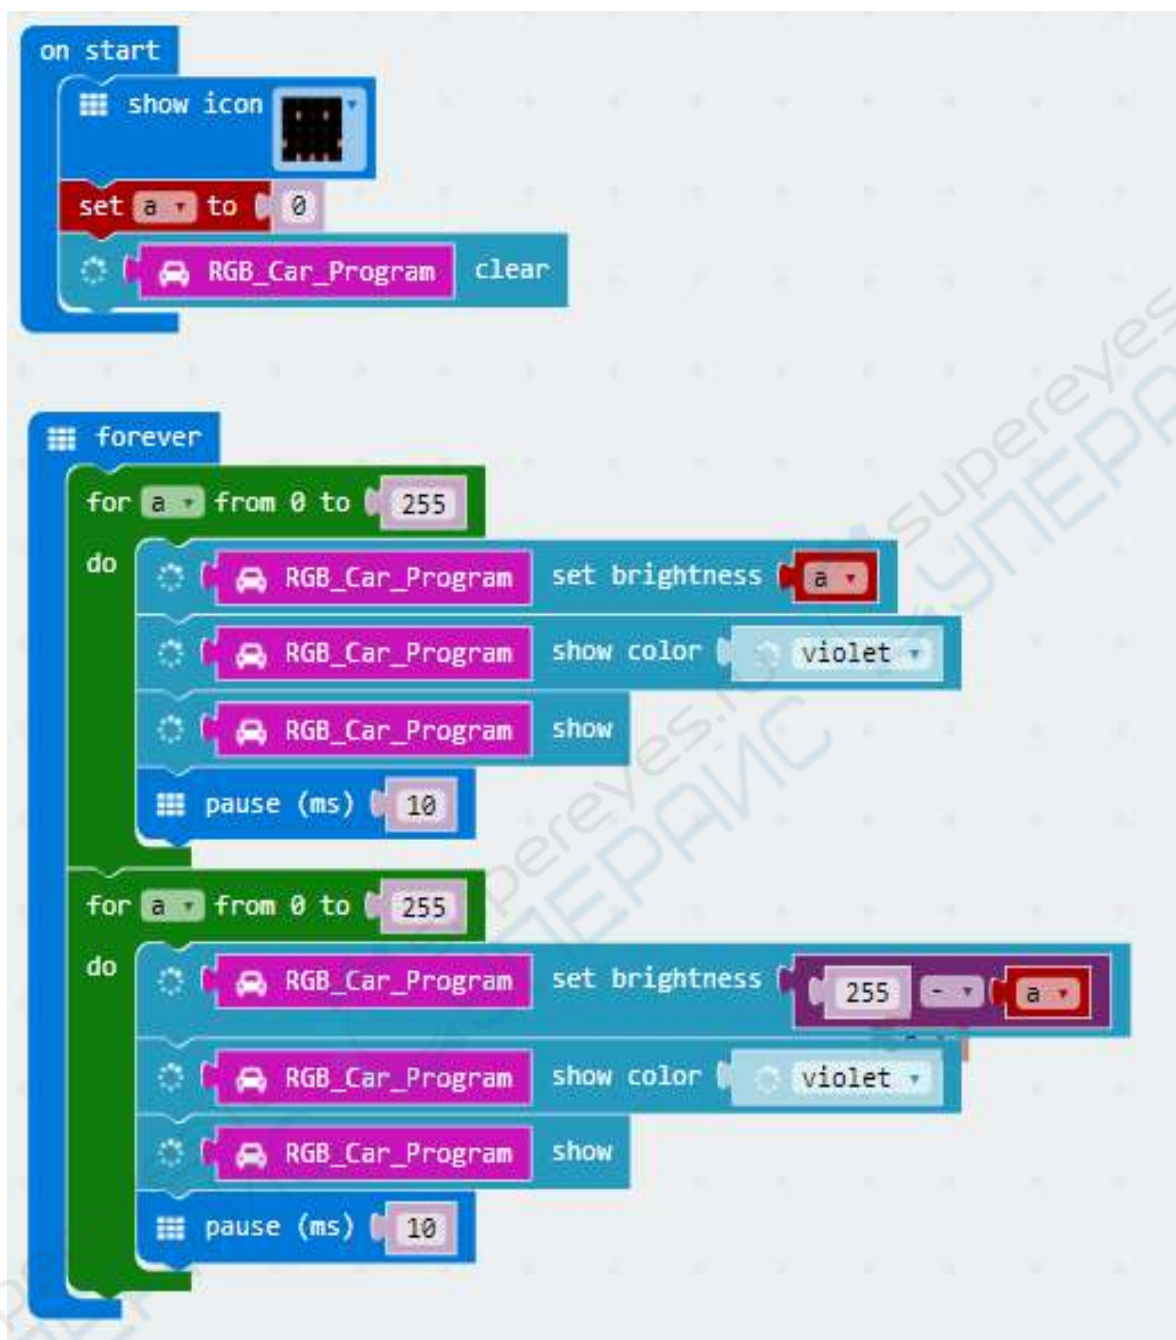 on start
show icon
set a to 0
RGB_Car_Program clear
forever
for a from 0 to 255
do RGB_Car_Program set brightness a
RGB_Car_Program show color violet
RGB_Car_Program show
pause (ms) 10
for a from 0 to 255
do RGB_Car_Program set brightness 255 - a
RGB_Car_Program show color violet
RGB_Car_Program show
pause (ms) 10